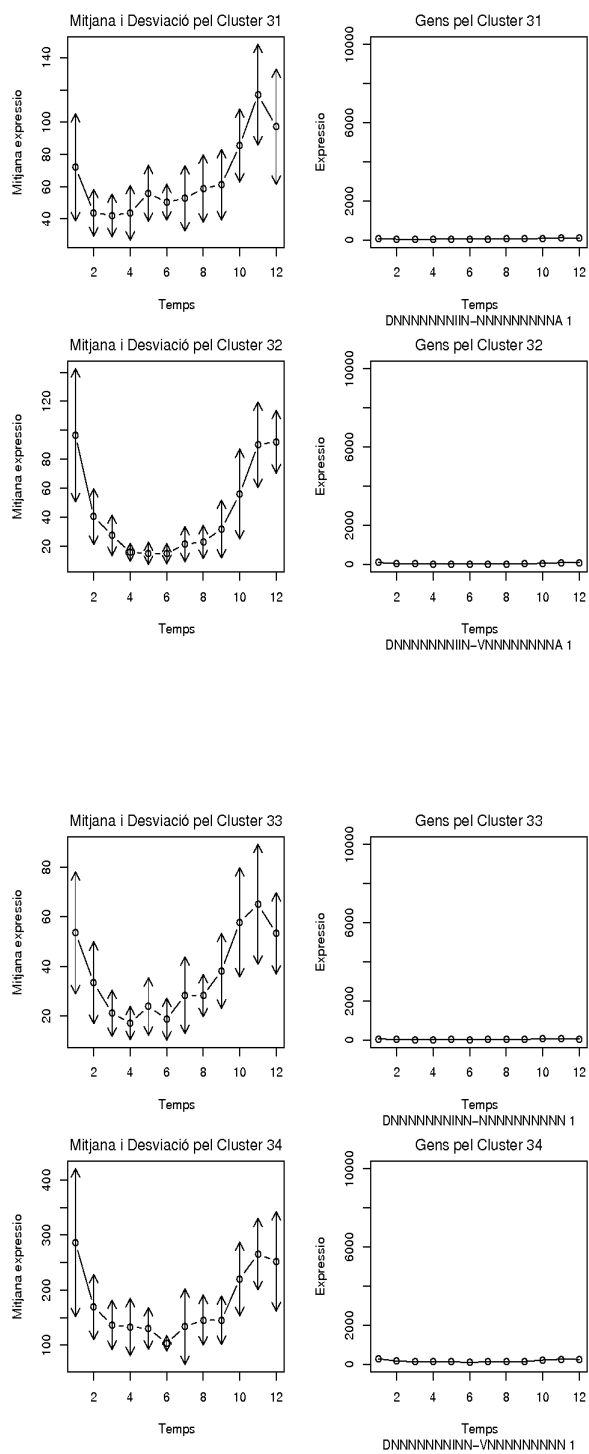 Mitjana i Desviació pel Cluster 31
Gens pel Cluster 31
Mitjana expressio
40 60 80 100 140
Expressio
0 2000 6000 10000
2 4 6 8 10 12
2 4 6 8 10 12
Temps
Temps
DNNNNNNNIIN-NNNNNNNNNA 1
Mitjana i Desviació pel Cluster 32
Gens pel Cluster 32
Mitjana expressio
20 40 60 80 120
Expressio
0 2000 6000 10000
2 4 6 8 10 12
2 4 6 8 10 12
Temps
Temps
DNNNNNNNIIN-VNNNNNNNNA 1
Mitjana i Desviació pel Cluster 33
Gens pel Cluster 33
Mitjana expressio
20 40 60 80
Expressio
0 2000 6000 10000
2 4 6 8 10 12
2 4 6 8 10 12
Temps
Temps
DNNNNNNNINN-NNNNNNNNNN 1
Mitjana i Desviació pel Cluster 34
Gens pel Cluster 34
Mitjana expressio
100 200 300 400
Expressio
0 2000 6000 10000
2 4 6 8 10 12
2 4 6 8 10 12
Temps
Temps
DNNNNNNNINN-VNNNNNNNNN 1